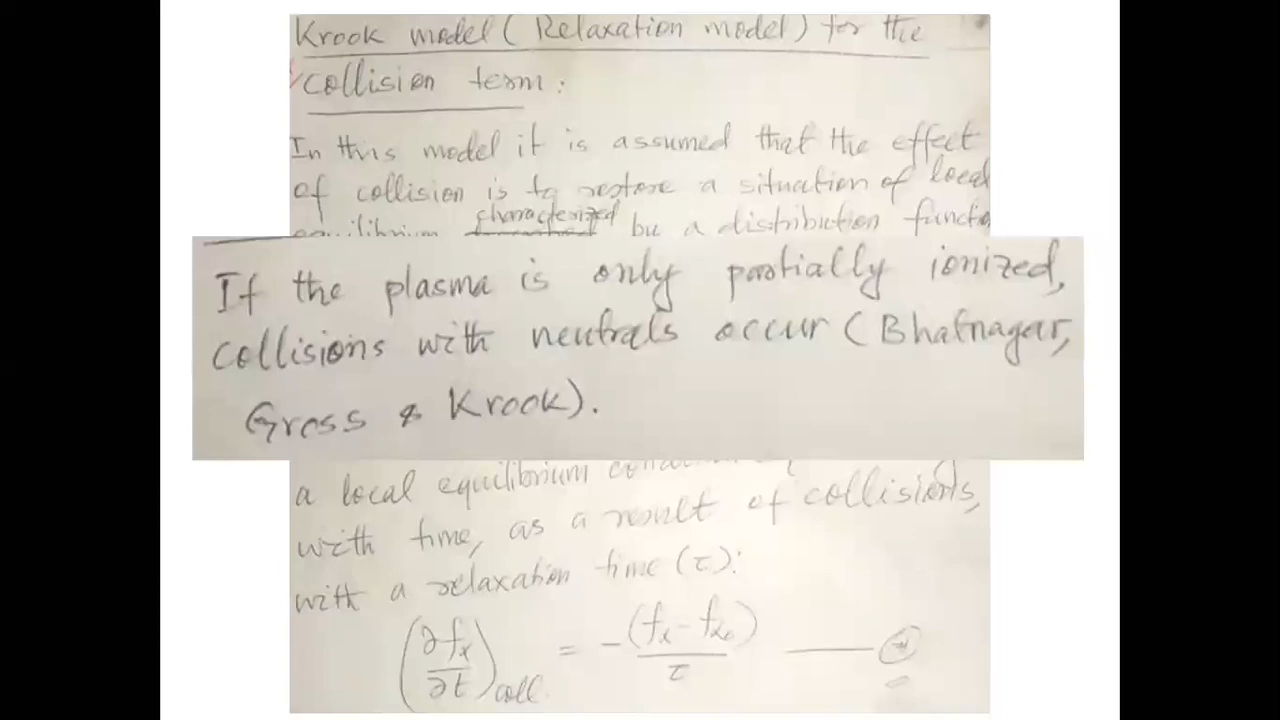 Krook model (Relaxation model) for the
collision term:
In this model it is assumed that the effect
of collision is to restore a situation of local
equilibrium characterized by a distribution functio
If the plasma is only partially ionized,
collisions with neutrals occur (Bhatnagar,
Gross & Krook).
a local equilibrium
with time, as a result of collisions,
with a relaxation time (τ):
(∂fα/∂t)coll. = -(fα - fα₀)/τ